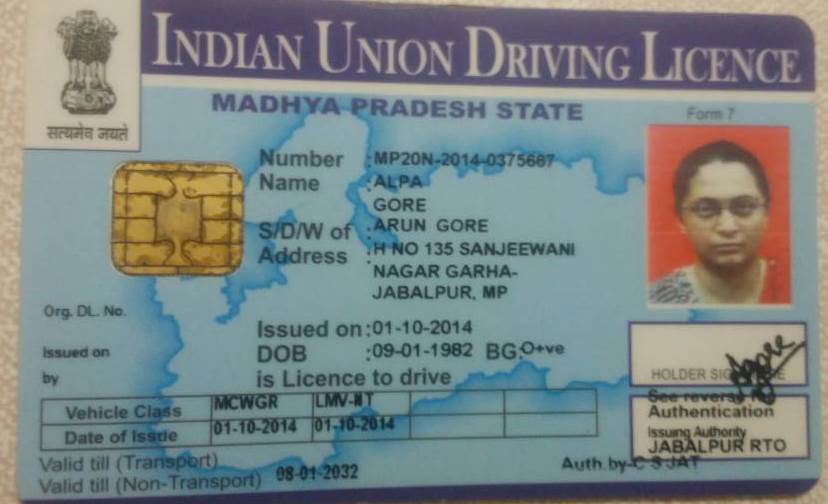 INDIAN UNION DRIVING LICENCE
सत्यमेव जयते
MADHYA PRADESH STATE
Form 7
Number :MP20N-2014-0375667
Name :ALPA
GORE
S/D/W of :ARUN GORE
Address :H NO 135 SANJEEWANI
NAGAR GARHA-
JABALPUR, MP
Org. DL. No.
Issued on :01-10-2014
Issued on
DOB :09-01-1982 BG:O+ve
by
is Licence to drive
HOLDER
Vehicle Class MCWGR LMV-NT
See reverse
Authentication
Date of Issue 01-10-2014 01-10-2014
Issuing Authority
JABALPUR RTO
Valid till (Transport)
Valid till (Non-Transport) 08-01-2032
Auth. by-C S JAT